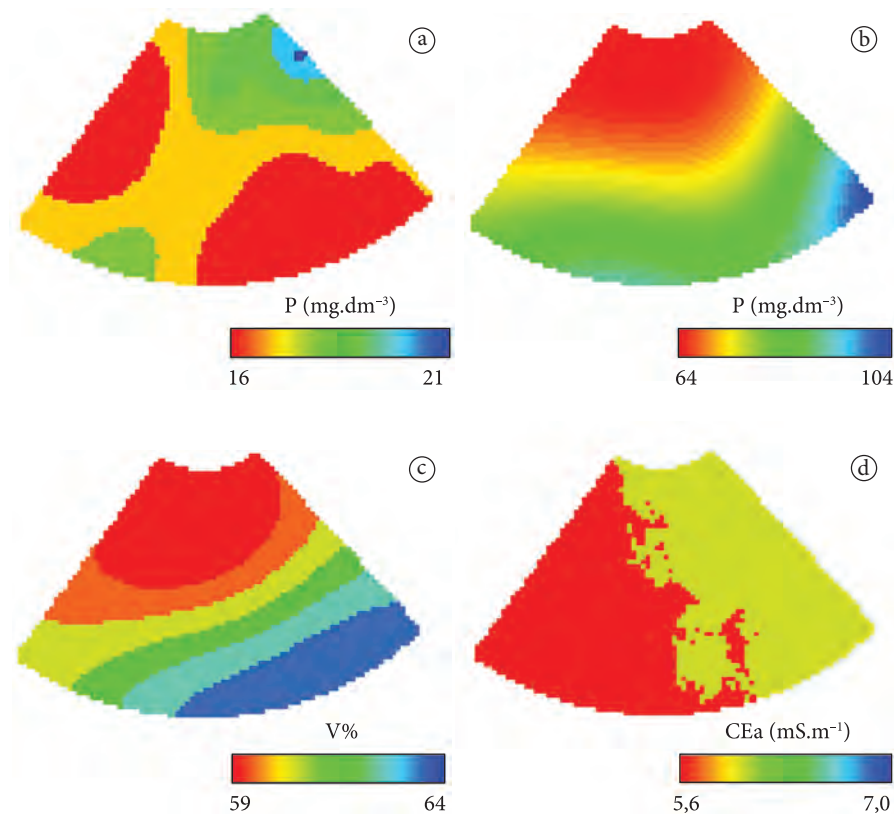 ⓐ
ⓑ
P (mg.dm⁻³)
16 21
P (mg.dm⁻³)
64 104
ⓒ
ⓓ
V%
59 64
CEa (mS.m⁻¹)
5,6 7,0